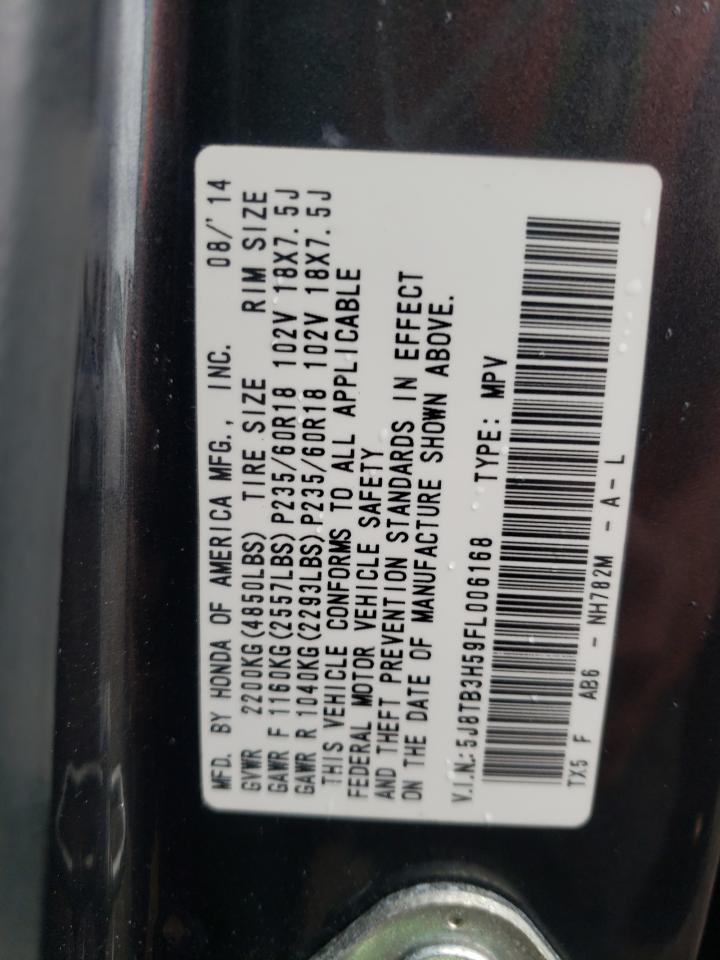 MFD. BY HONDA OF AMERICA MFG., INC. 08/'14
GVWR 2200KG(4850LBS) TIRE SIZE RIM SIZE
GAWR F 1160KG(2557LBS)P235/60R18 102V 18X7.5J
GAWR R 1040KG(2293LBS)P235/60R18 102V 18X7.5J
THIS VEHICLE CONFORMS TO ALL APPLICABLE
FEDERAL MOTOR VEHICLE SAFETY
AND THEFT PREVENTION STANDARDS IN EFFECT
ON THE DATE OF MANUFACTURE SHOWN ABOVE.
V.I.N.:5J8TB3H59FL006168 TYPE: MPV
TX5 F AB6 - NH782M - A - L